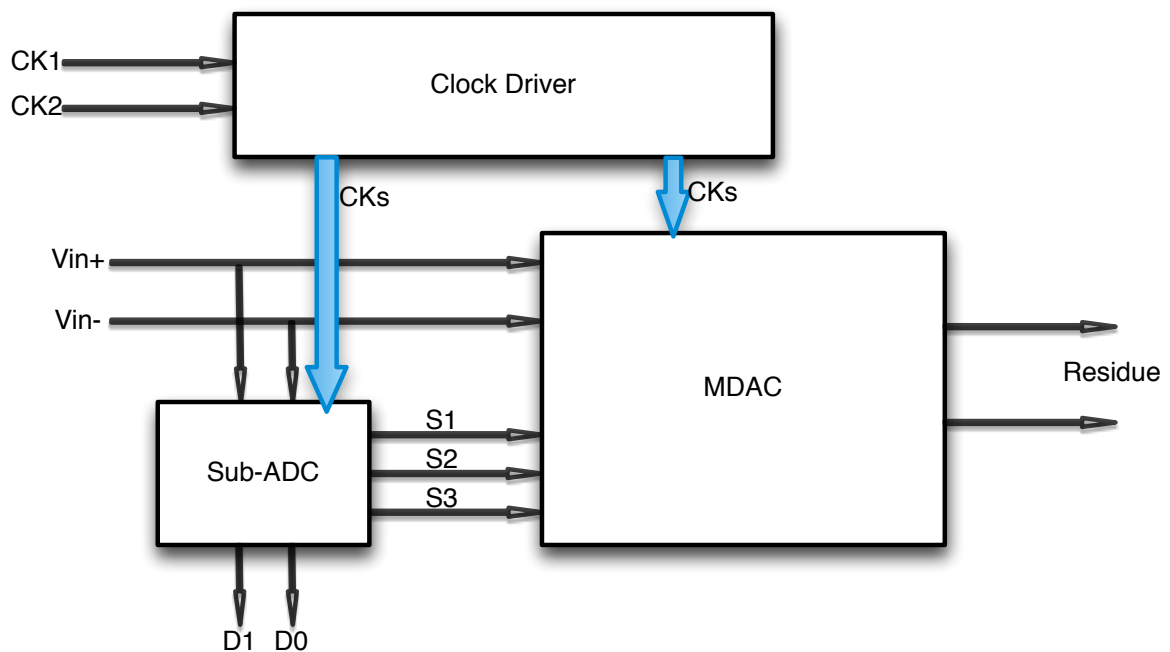 CK1
Clock Driver
CK2
CKs
CKs
Vin+
Vin-
Residue
MDAC
S1
S2
Sub-ADC
S3
D1
D0